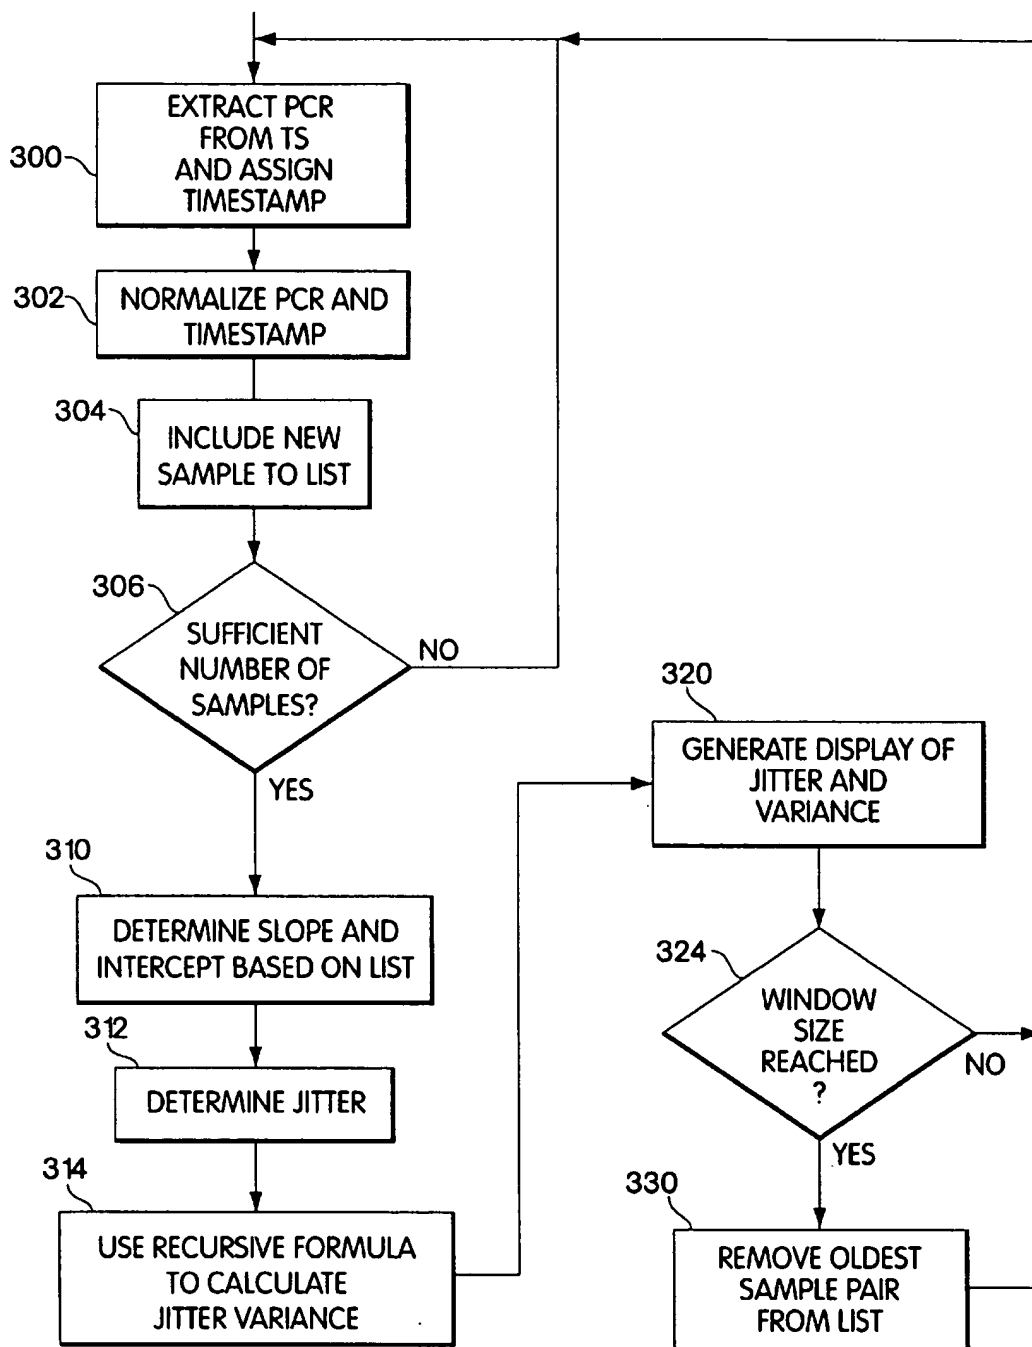 300
EXTRACT PCR
FROM TS
AND ASSIGN
TIMESTAMP
302
NORMALIZE PCR AND
TIMESTAMP
304
INCLUDE NEW
SAMPLE TO LIST
306
SUFFICIENT
NUMBER OF
SAMPLES?
NO
YES
310
DETERMINE SLOPE AND
INTERCEPT BASED ON LIST
312
DETERMINE JITTER
314
USE RECURSIVE FORMULA
TO CALCULATE
JITTER VARIANCE
320
GENERATE DISPLAY OF
JITTER AND
VARIANCE
324
WINDOW
SIZE
REACHED
?
NO
YES
330
REMOVE OLDEST
SAMPLE PAIR
FROM LIST